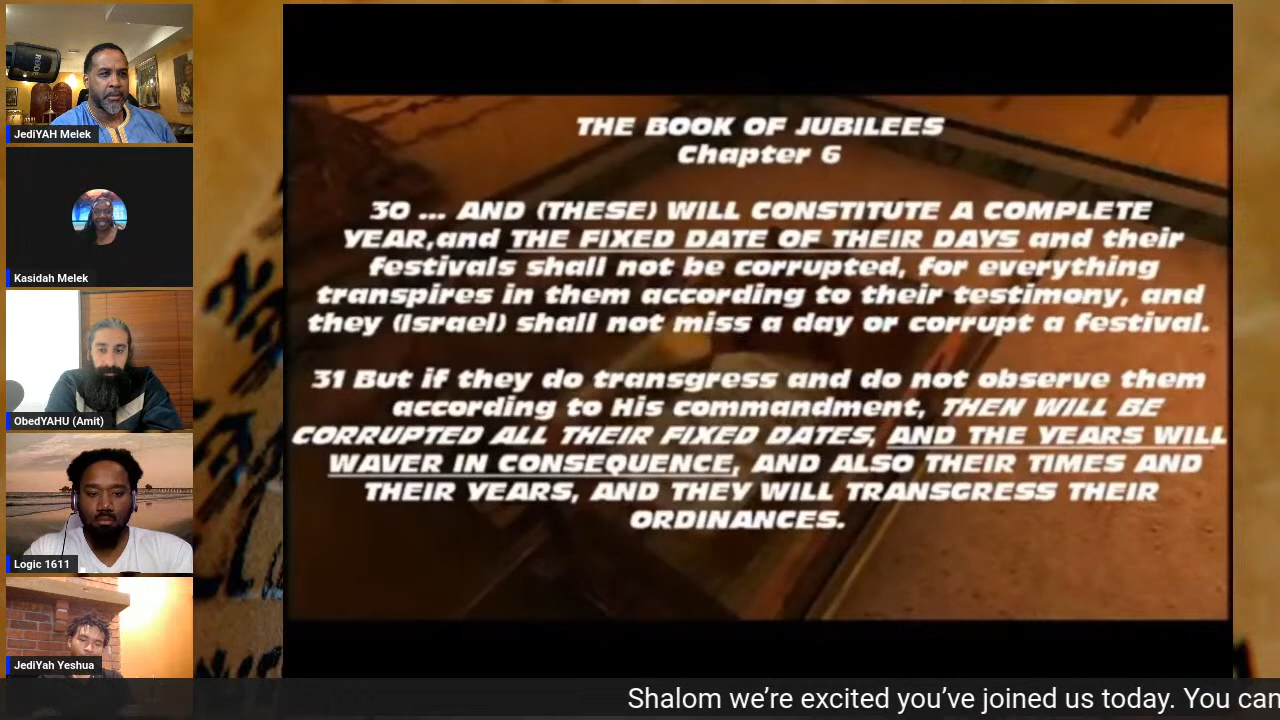 JediYAH Melek
Kasidah Melek
ObedYAHU (Amit)
Logic 1611
JediYah Yeshua
THE BOOK OF JUBILEES
Chapter 6
30 ... AND (THESE) WILL CONSTITUTE A COMPLETE
YEAR,and THE FIXED DATE OF THEIR DAYS and their
festivals shall not be corrupted, for everything
transpires in them according to their testimony, and
they (Israel) shall not miss a day or corrupt a festival.
31 But if they do transgress and do not observe them
according to His commandment, THEN WILL BE
CORRUPTED ALL THEIR FIXED DATES, AND THE YEARS WILL
WAVER IN CONSEQUENCE, AND ALSO THEIR TIMES AND
THEIR YEARS, AND THEY WILL TRANSGRESS THEIR
ORDINANCES.
Shalom we’re excited you’ve joined us today. You can